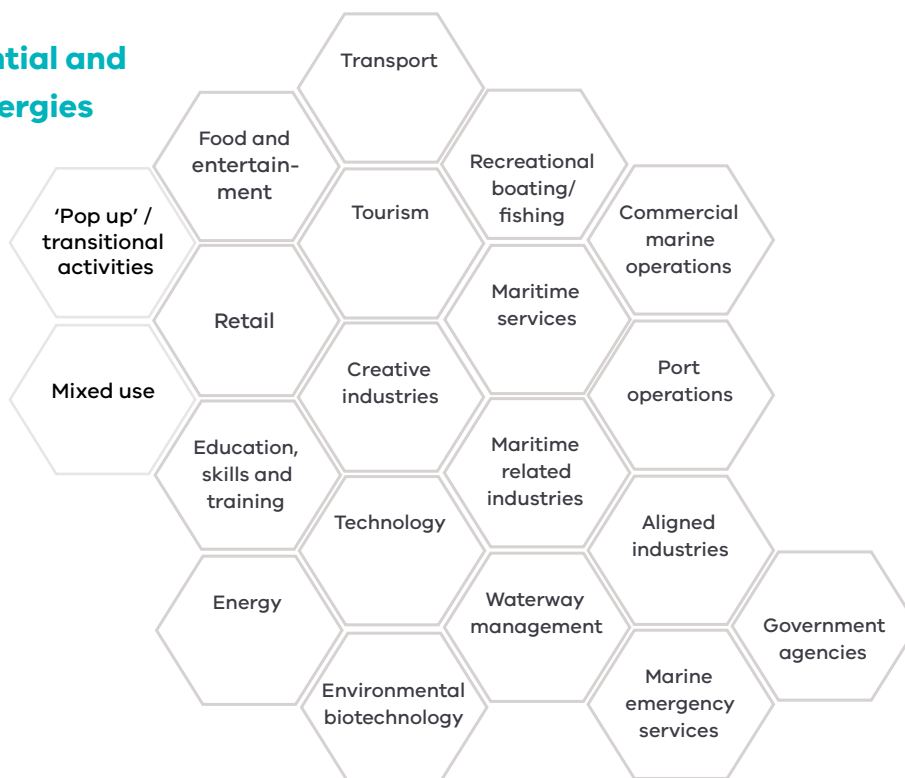 ntial and
ergies
Transport
Food and
entertain-
ment
Recreational
boating/
fishing
'Pop up' /
transitional
activities
Tourism
Commercial
marine
operations
Retail
Maritime
services
Mixed use
Creative
industries
Port
operations
Education,
skills and
training
Maritime
related
industries
Technology
Aligned
industries
Energy
Waterway
management
Government
agencies
Environmental
biotechnology
Marine
emergency
services